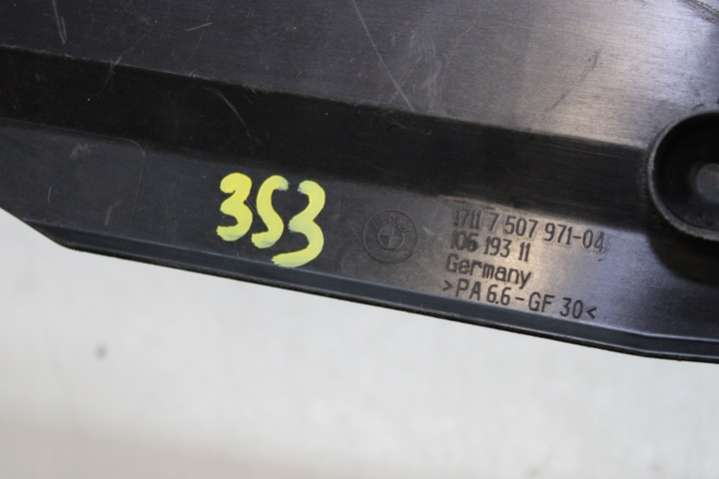 353
1711 7 507 971-04
106 193 11
Germany
>PA 6.6-GF 30<